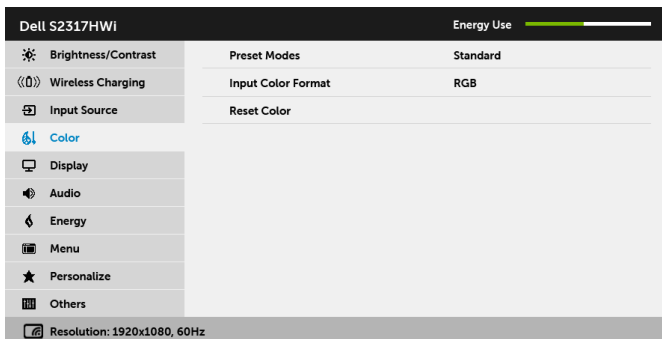 Dell S2317HWi Energy Use
Brightness/Contrast Preset Modes Standard
Wireless Charging Input Color Format RGB
Input Source Reset Color
Color
Display
Audio
Energy
Menu
Personalize
Others
Resolution: 1920x1080, 60Hz